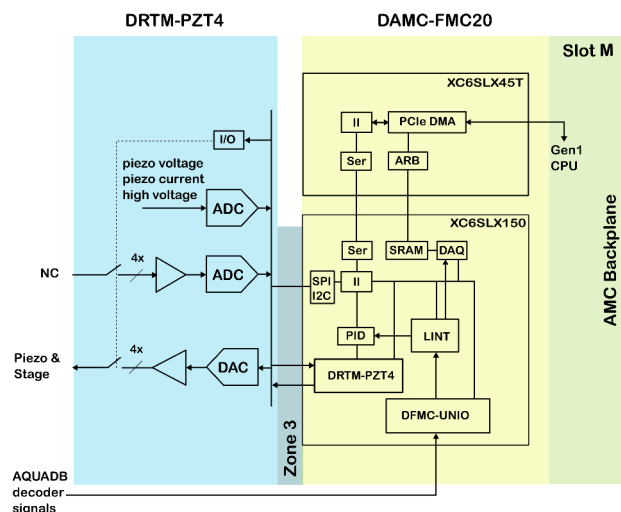 DRTM-PZT4
DAMC-FMC20
Slot M
XC6SLX45T
II
PCIe DMA
I/O
Gen1
CPU
piezo voltage
piezo current
high voltage
Ser
ARB
ADC
XC6SLX150
AMC Backplane
Ser
SRAM
DAQ
NC
4x
ADC
SPI
I2C
II
PID
LINT
Piezo &
Stage
4x
DAC
DRTM-PZT4
DFMC-UNIO
Zone 3
AQUADB
decoder
signals